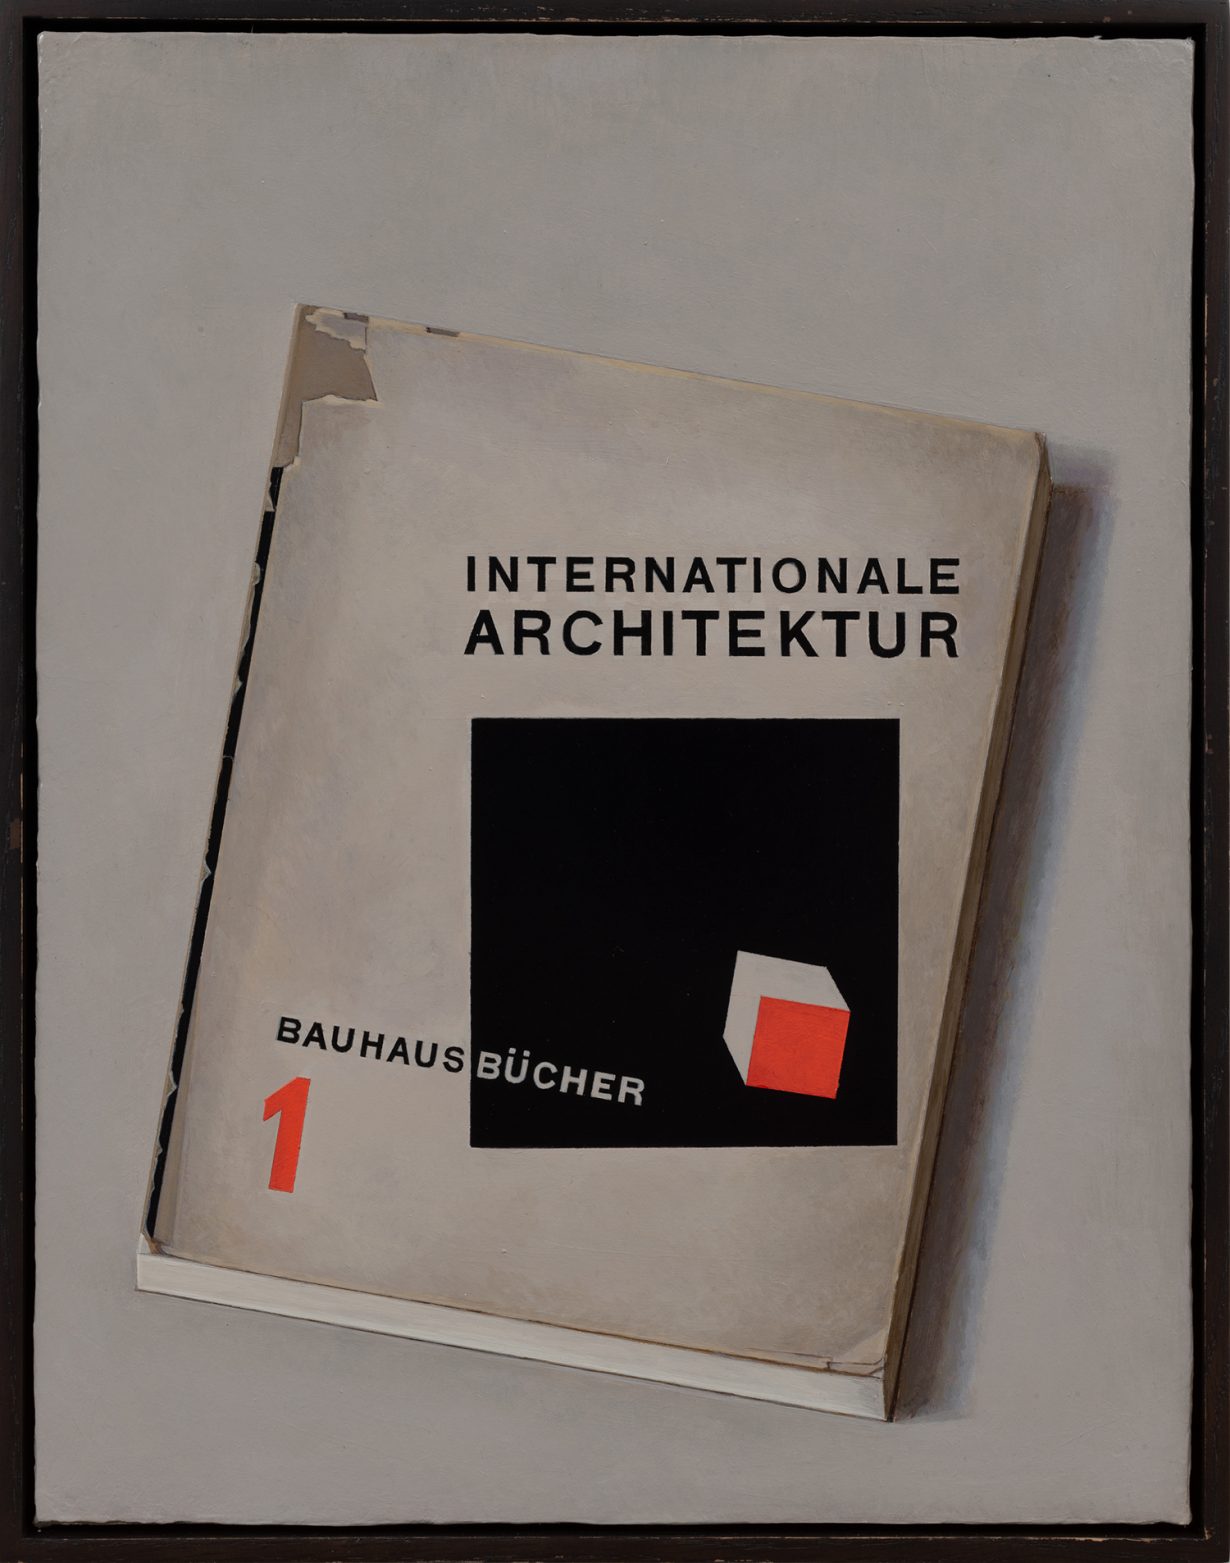 INTERNATIONALE
ARCHITEKTUR
BAUHAUSBÜCHER
1